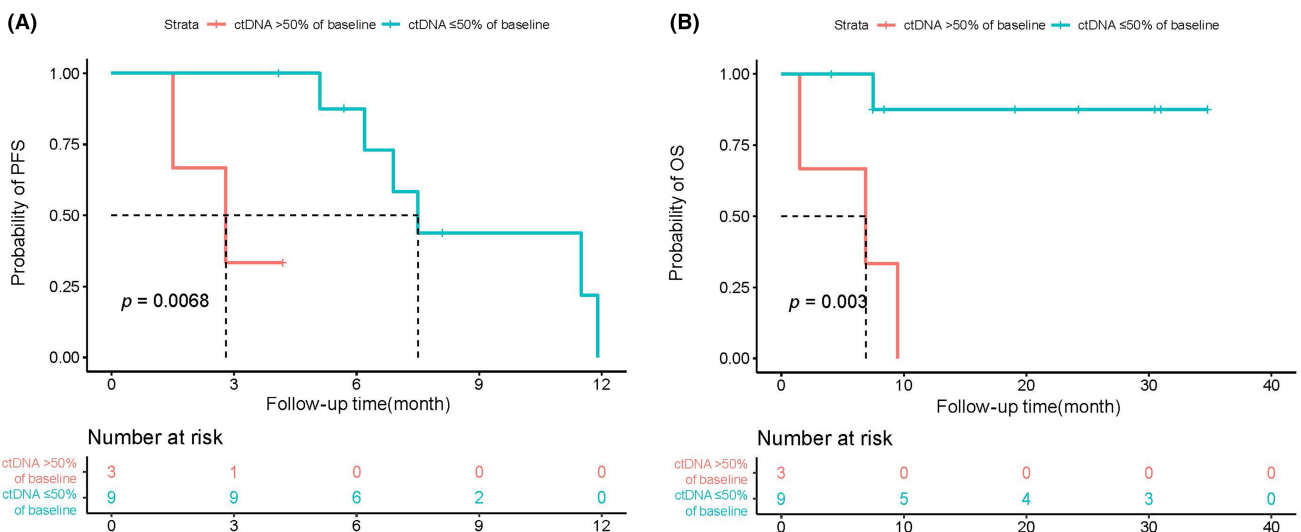 (A)
Strata ctDNA >50% of baseline ctDNA ≤50% of baseline
1.00
0.75
0.50
0.25
0.00
Probability of PFS
p = 0.0068
0 3 6 9 12
Follow-up time(month)
Number at risk
ctDNA >50%
of baseline
3 1 0 0 0
ctDNA ≤50%
of baseline
9 9 6 2 0
0 3 6 9 12
(B)
Strata ctDNA >50% of baseline ctDNA ≤50% of baseline
1.00
0.75
0.50
0.25
0.00
Probability of OS
p = 0.003
0 10 20 30 40
Follow-up time(month)
Number at risk
ctDNA >50%
of baseline
3 0 0 0 0
ctDNA ≤50%
of baseline
9 5 4 3 0
0 10 20 30 40